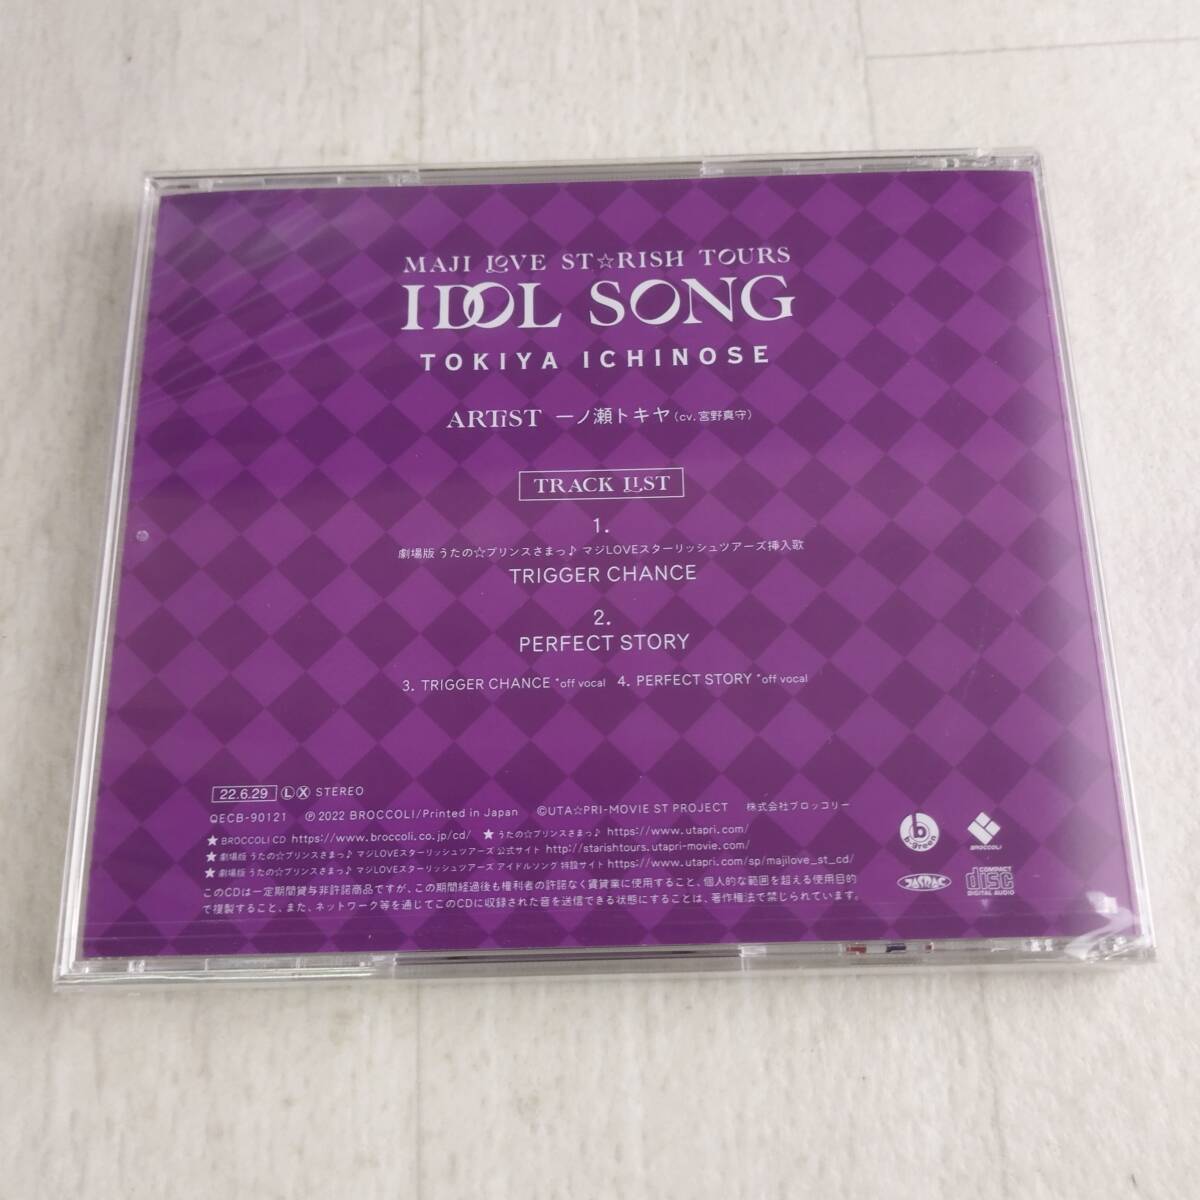 MAJI LOVE ST☆RISH TOURS
IDOL SONG
TOKIYA ICHINOSE
ARTiST 一ノ瀬トキヤ(cv.宮野真守)
TRACK LIST
1.
劇場版 うたの☆プリンスさまっ♪ マジLOVEスターリッシュツアーズ挿入歌
TRIGGER CHANCE
2.
PERFECT STORY
3. TRIGGER CHANCE *off vocal 4. PERFECT STORY *off vocal
22.6.29 Ⓛ Ⓧ STEREO
QECB-90121 ℗2022 BROCCOLI/Printed in Japan ©UTA☆PRI-MOVIE ST PROJECT 株式会社ブロッコリー
★BROCCOLI CD https://www.broccoli.co.jp/cd/ ★うたの☆プリンスさまっ♪ https://www.utapri.com/
★劇場版 うたの☆プリンスさまっ♪ マジLOVEスターリッシュツアーズ 公式サイト http://starishtours.utapri-movie.com/
★劇場版 うたの☆プリンスさまっ♪ マジLOVEスターリッシュツアーズ アイドルソング 特設サイト https://www.utapri.com/sp/majilove_st_cd/
このCDは一定期間貸与非許諾商品ですが、この期間経過後も権利者の許諾なく賃貸業に使用すること、個人的な範囲を超える使用目的
で複製すること、また、ネットワーク等を通じてこのCDに収録された音を送信できる状態にすることは、著作権法で禁じられています。
b-green
BROCCOLI
JASRAC
COMPACT
disc
DIGITAL AUDIO